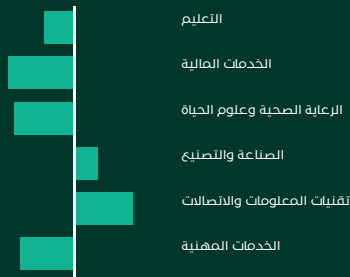 التعليم
الخدمات المالية
الرعاية الصحية وعلوم الحياة
الصناعة والتصنيع
تقنيات المعلومات والاتصالات
الخدمات المهنية